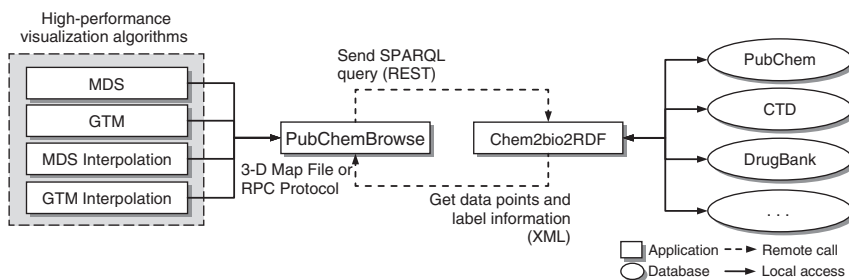 High-performance
visualization algorithms
MDS
GTM
MDS Interpolation
GTM Interpolation
3-D Map File or
RPC Protocol
Send SPARQL
query (REST)
PubChemBrowse
Chem2bio2RDF
Get data points and
label information
(XML)
PubChem
CTD
DrugBank
. . .
Application
Remote call
Database
Local access